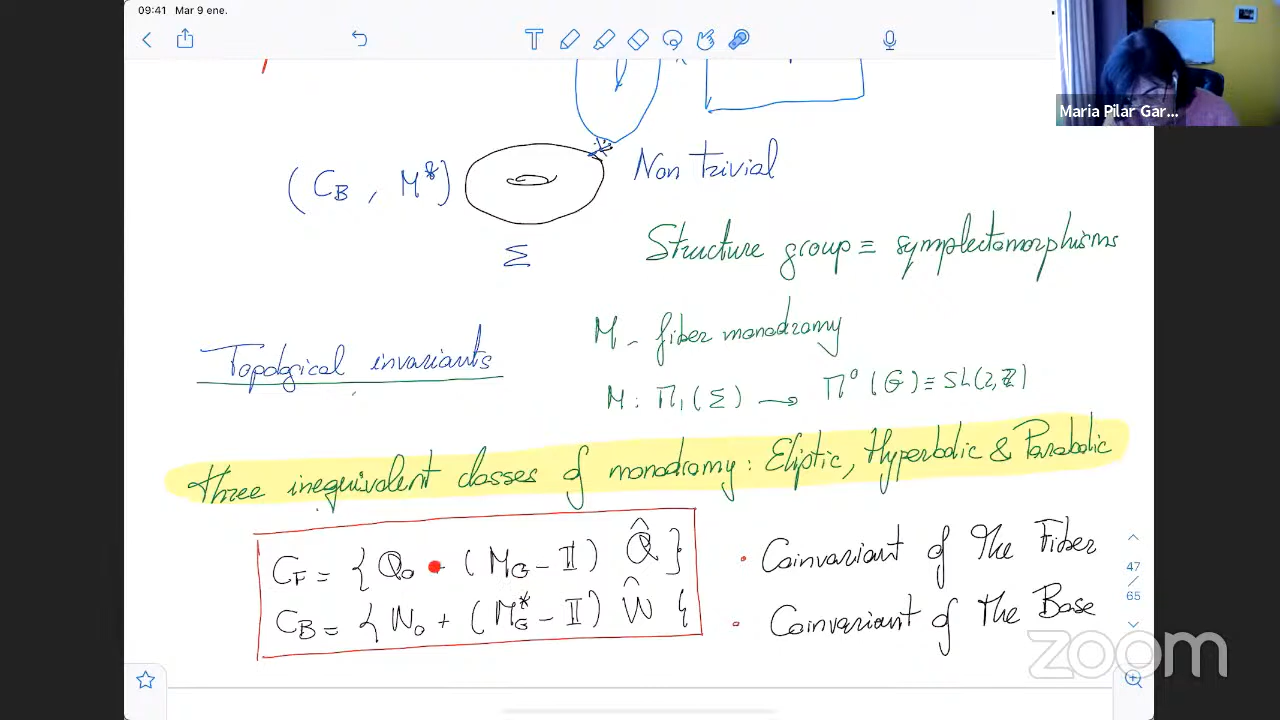 09:41 Mar 9 ene.
Maria Pilar Gar...
Non trivial
(C_B , M*)
Σ
Structure group ≡ symplectomorphisms
M - fiber monodromy
Topological invariants
M : Π₁(Σ) → Π⁰(G) ≡ SL(2,ℤ)
Three inequivalent classes of monodromy: Eliptic, Hyperbolic & Parabolic
C_F = { Q₀ + (M_G - 𝕀) Q̂ }
• Coinvariant of the Fiber
C_B = { W₀ + (M_G* - 𝕀) Ŵ }
• Coinvariant of the Base
47
/
65
zoom